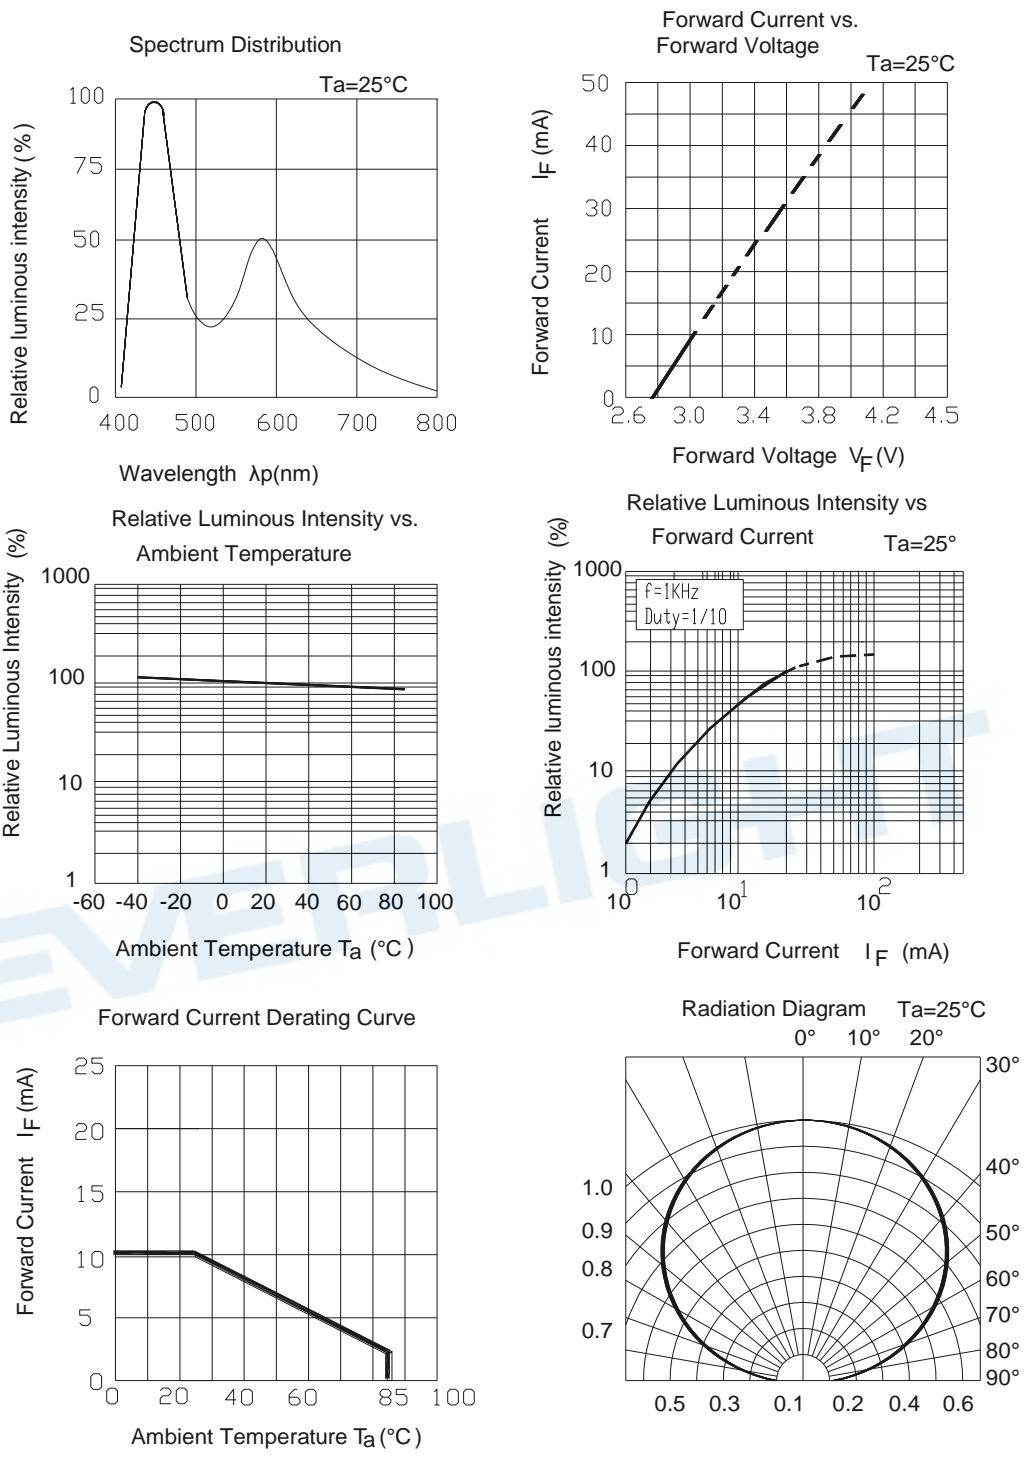 Spectrum Distribution
Ta=25°C
Relative luminous intensity (%)
100
75
50
25
0
400 500 600 700 800
Wavelength λp(nm)
Forward Current vs.
Forward Voltage
Ta=25°C
Forward Current IF (mA)
50
40
30
20
10
0
2.6 3.0 3.4 3.8 4.2 4.5
Forward Voltage VF (V)
Relative Luminous Intensity vs.
Ambient Temperature
Relative Luminous Intensity (%)
1000
100
10
1
-60 -40 -20 0 20 40 60 80 100
Ambient Temperature Ta (°C )
Relative Luminous Intensity vs
Forward Current
Ta=25°
Relative luminous intensity (%)
f=1KHz
Duty=1/10
1000
100
10
1
10⁰ 10¹ 10²
Forward Current IF (mA)
EVERLIGHT
Forward Current Derating Curve
Forward Current IF (mA)
25
20
15
10
5
0
0 20 40 60 85 100
Ambient Temperature Ta (°C )
Radiation Diagram Ta=25°C
0° 10° 20°
30°
40°
50°
60°
70°
80°
90°
1.0
0.9
0.8
0.7
0.5 0.3 0.1 0.2 0.4 0.6